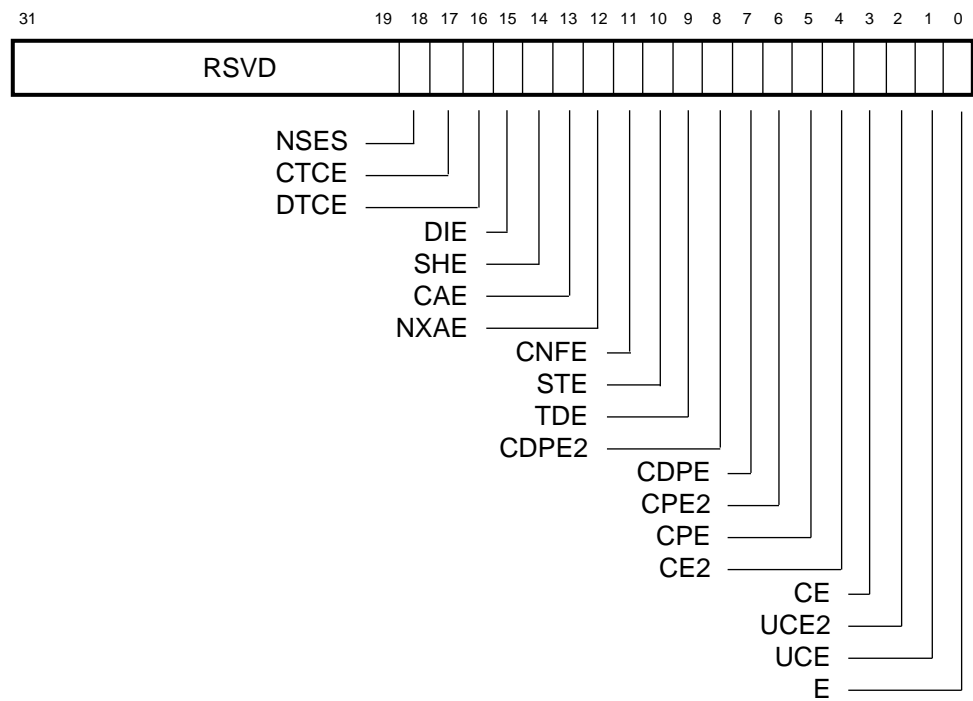 31 19 18 17 16 15 14 13 12 11 10 9 8 7 6 5 4 3 2 1 0
RSVD
NSES
CTCE
DTCE
DIE
SHE
CAE
NXAE
CNFE
STE
TDE
CDPE2
CDPE
CPE2
CPE
CE2
CE
UCE2
UCE
E